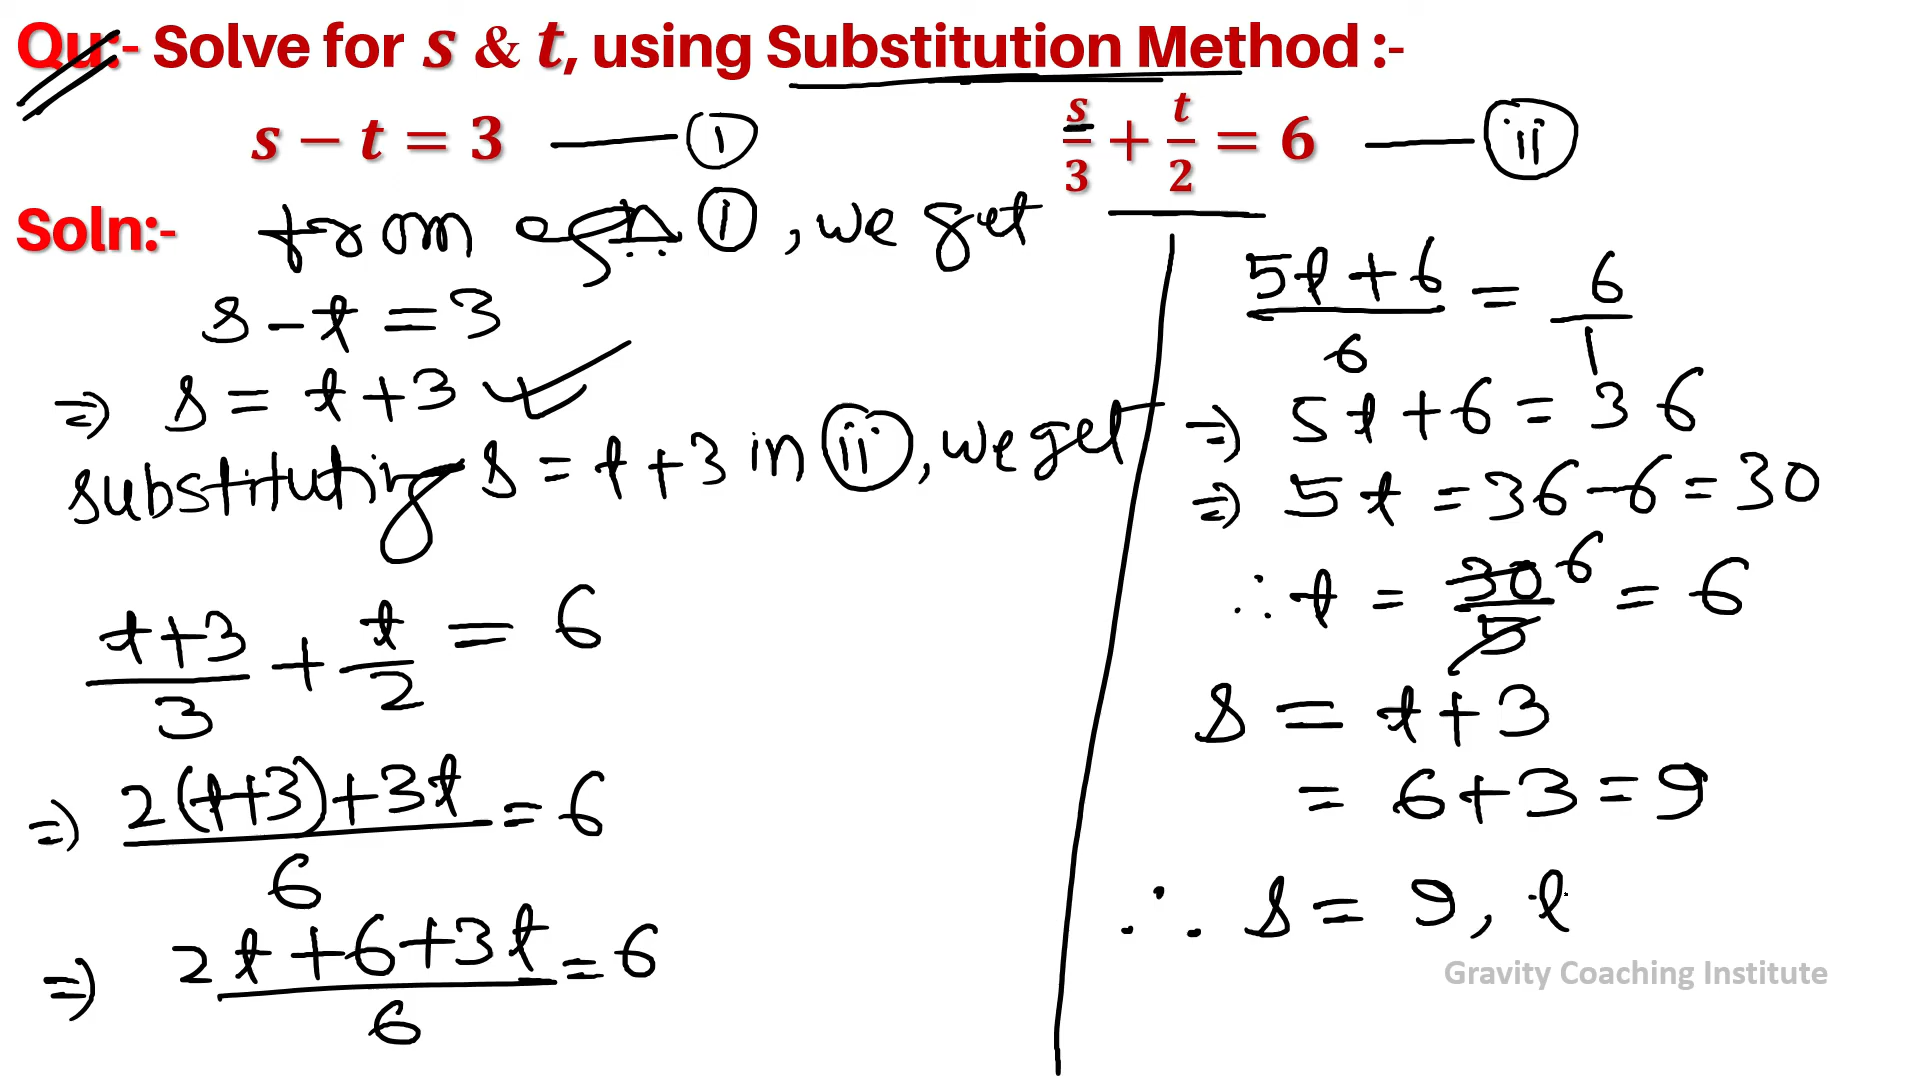 Qu:- Solve for s & t, using Substitution Method :-
s − t = 3 —— (i)
s/3 + t/2 = 6 —— (ii)
Soln:- from eqn (i), we get
s − t = 3
⇒ s = t + 3
substituting s = t + 3 in (ii), we get
(t+3)/3 + t/2 = 6
⇒ (2(t+3)+3t)/6 = 6
⇒ (2t+6+3t)/6 = 6
(5t+6)/6 = 6/1
⇒ 5t + 6 = 36
⇒ 5t = 36 − 6 = 30
∴ t = 30/5 6 = 6
s = t + 3
= 6 + 3 = 9
∴ s = 9, t
Gravity Coaching Institute